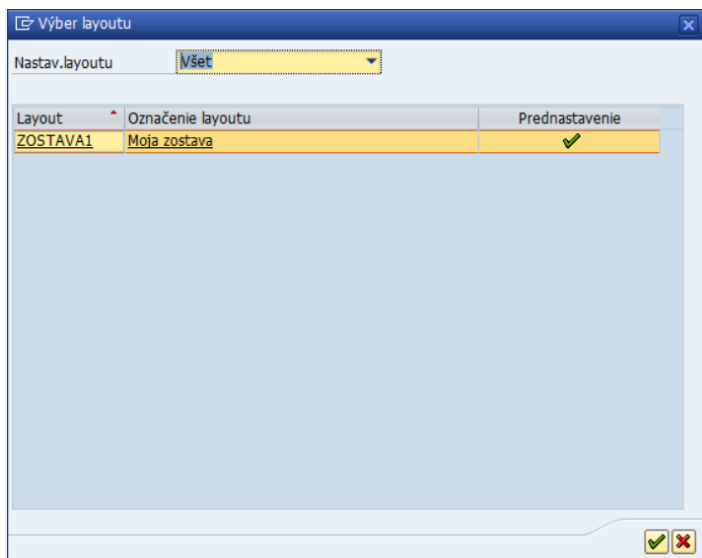 Výber layoutu
Nastav.layoutu Všet
Layout Označenie layoutu Prednastavenie
ZOSTAVA1 Moja zostava